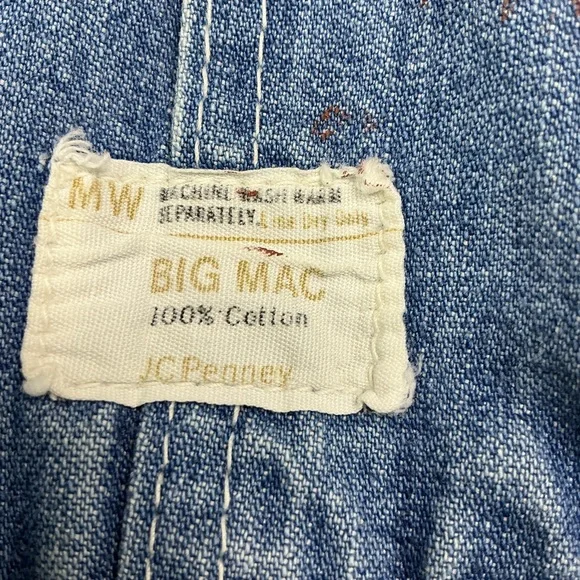 MW MACHINE WASH WARM
SEPARATELY. Line Dry Only
BIG MAC
100% Cotton
JCPenney